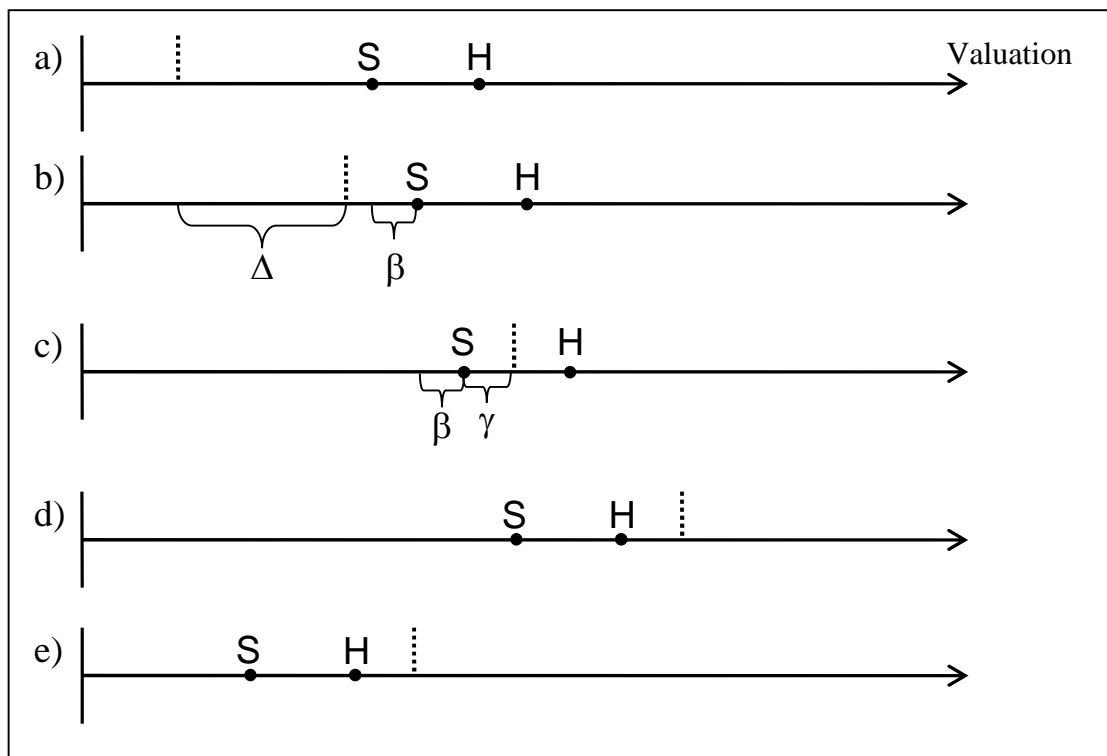 a) S H Valuation
b) S H
Δ β
c) S H
β γ
d) S H
e) S H